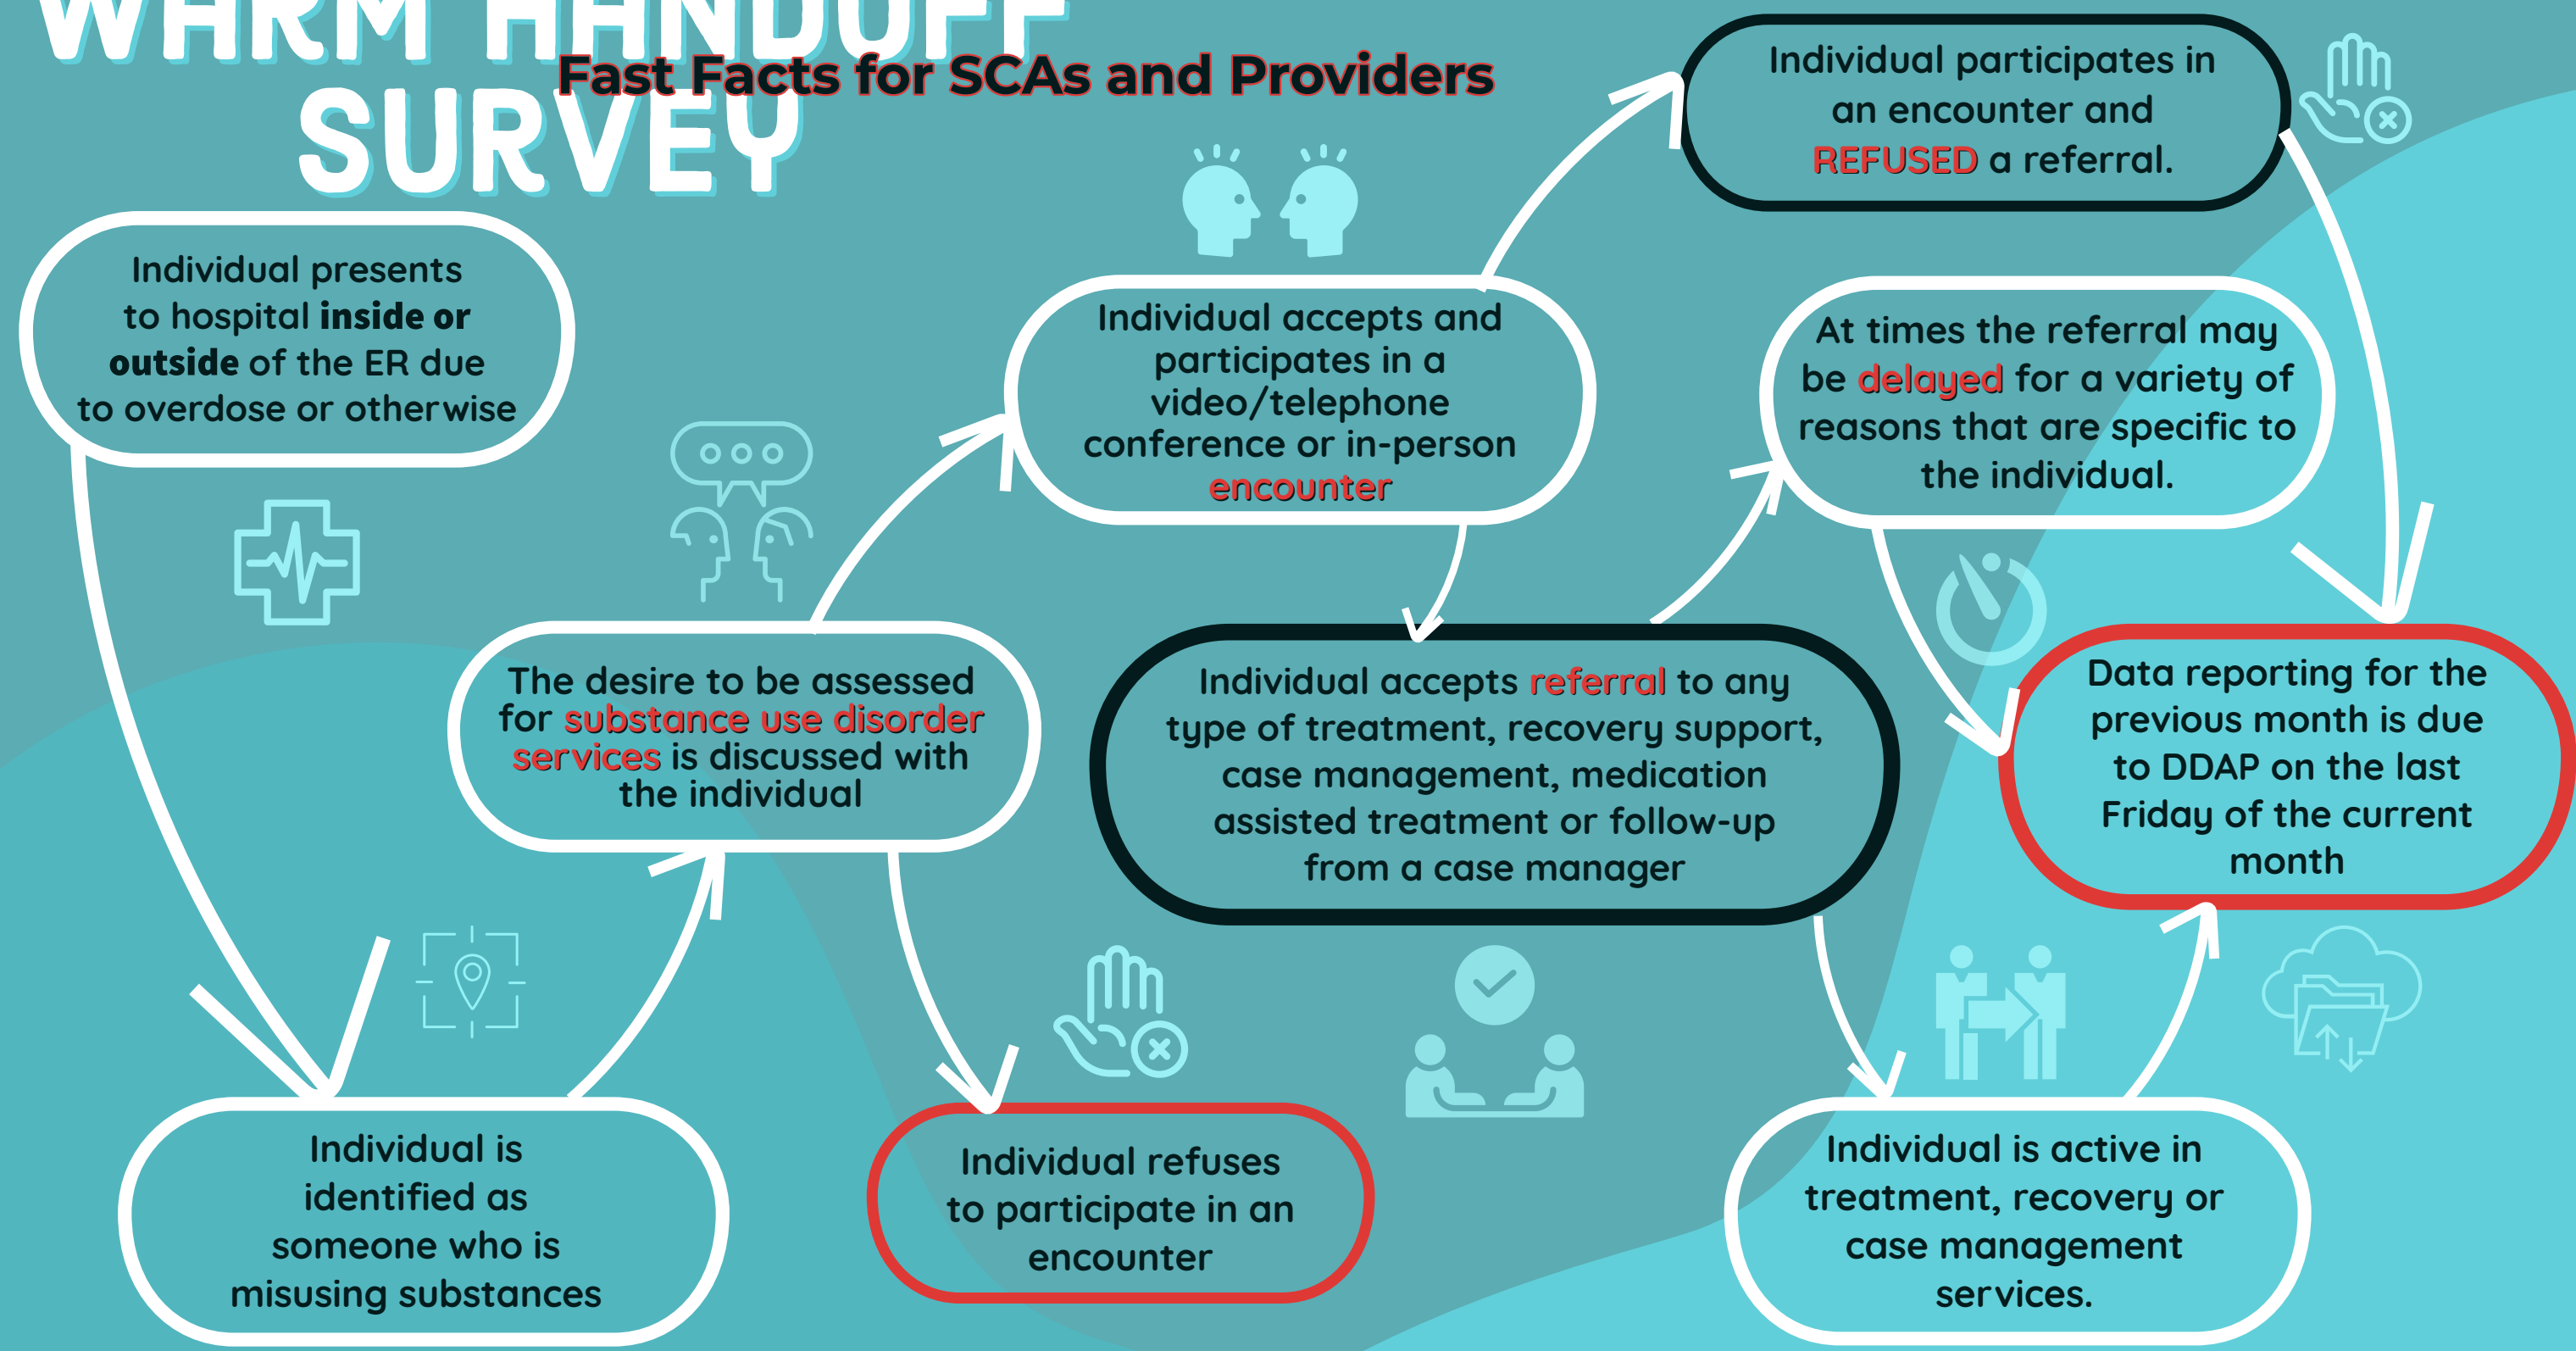 WARM HANDOFF
SURVEY
Fast Facts for SCAs and Providers
Individual presents
to hospital inside or
outside of the ER due
to overdose or otherwise
Individual is
identified as
someone who is
misusing substances
The desire to be assessed
for substance use disorder
services is discussed with
the individual
Individual refuses
to participate in an
encounter
Individual accepts and
participates in a
video/telephone
conference or in-person
encounter
Individual participates in
an encounter and
REFUSED a referral.
Individual accepts referral to any
type of treatment, recovery support,
case management, medication
assisted treatment or follow-up
from a case manager
At times the referral may
be delayed for a variety of
reasons that are specific to
the individual.
Individual is active in
treatment, recovery or
case management
services.
Data reporting for the
previous month is due
to DDAP on the last
Friday of the current
month